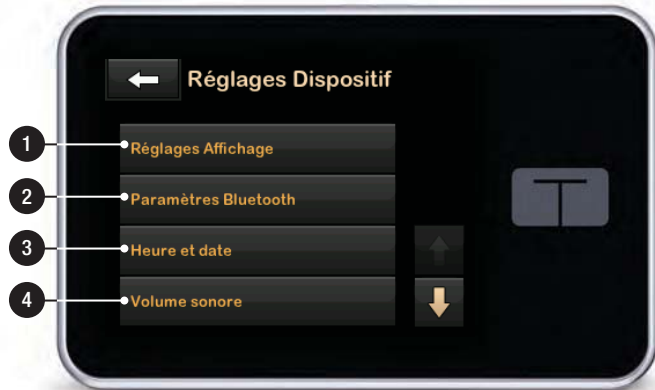 Réglages Dispositif
1 Réglages Affichage
2 Paramètres Bluetooth
3 Heure et date
4 Volume sonore